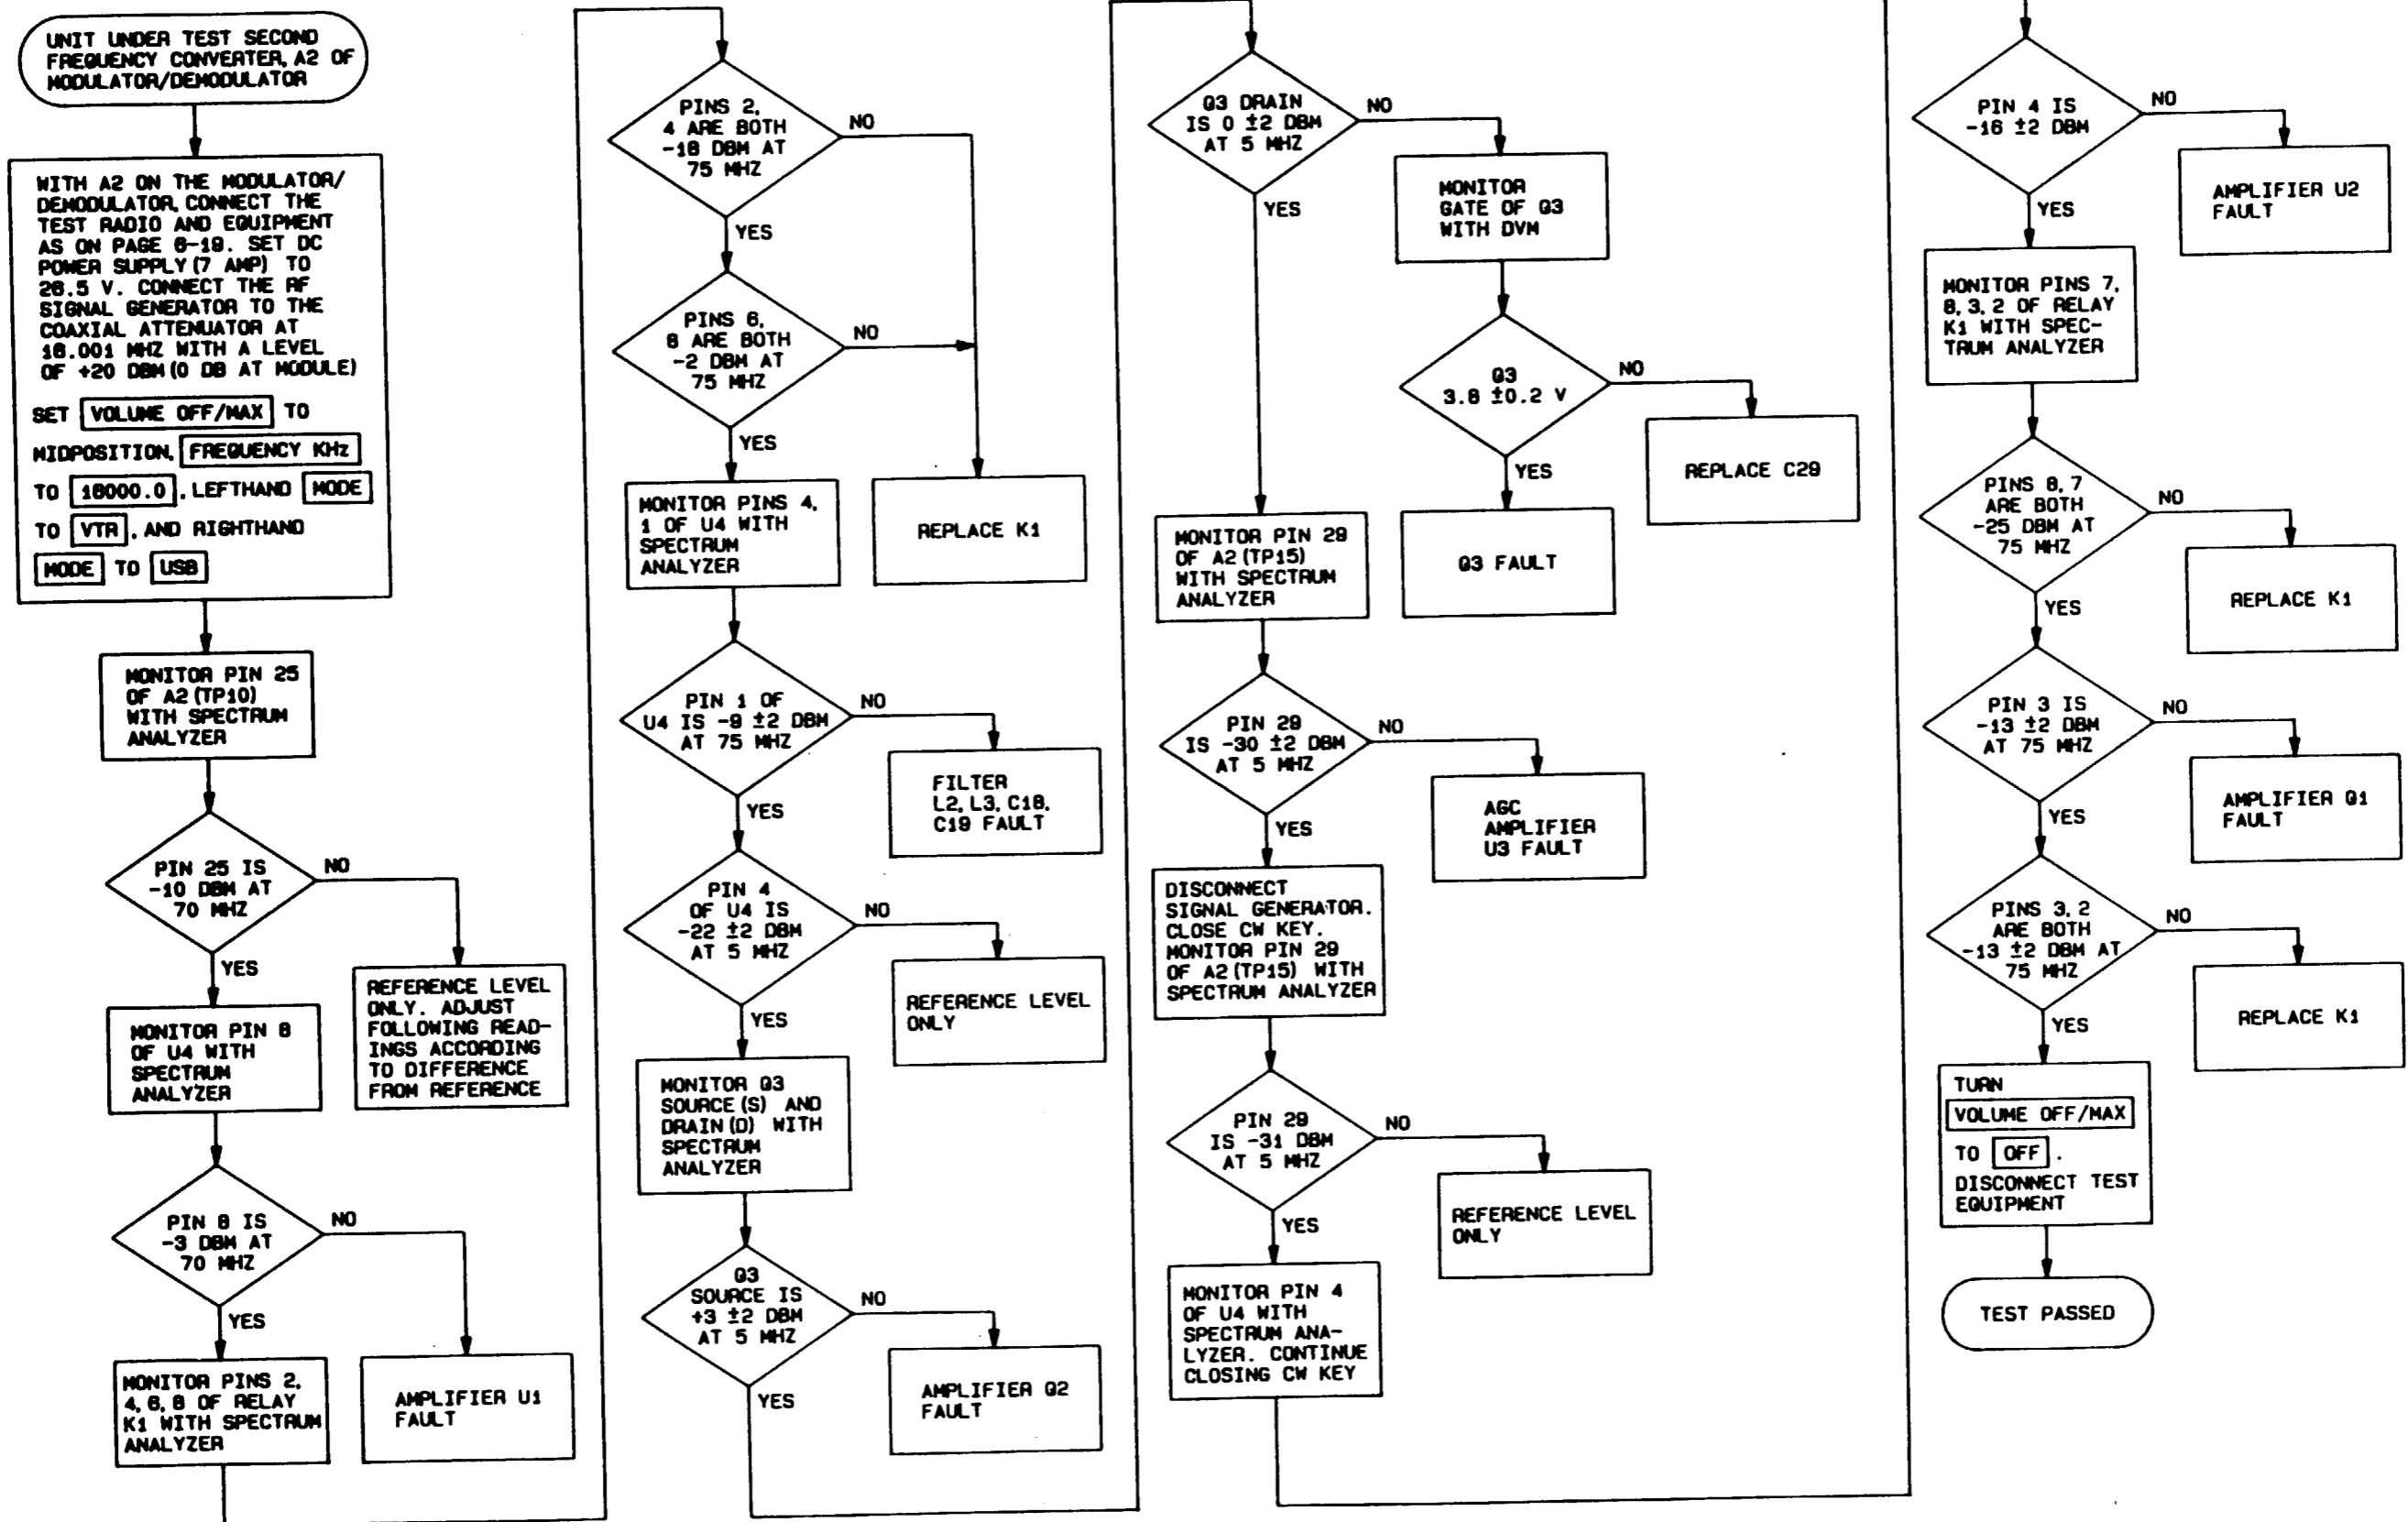 UNIT UNDER TEST SECOND
FREQUENCY CONVERTER, A2 OF
MODULATOR/DEMODULATOR
WITH A2 ON THE MODULATOR/
DEMODULATOR, CONNECT THE
TEST RADIO AND EQUIPMENT
AS ON PAGE 6-19. SET DC
POWER SUPPLY (7 AMP) TO
26.5 V. CONNECT THE RF
SIGNAL GENERATOR TO THE
COAXIAL ATTENUATOR AT
16.001 MHZ WITH A LEVEL
OF +20 DBM (0 DB AT MODULE)
SET VOLUME OFF/MAX TO
MIDPOSITION, FREQUENCY KHz
TO 16000.0, LEFTHAND MODE
TO VTR, AND RIGHTHAND
MODE TO USB
MONITOR PIN 25
OF A2 (TP10)
WITH SPECTRUM
ANALYZER
PIN 25 IS
-10 DBM AT
70 MHZ
NO
YES
REFERENCE LEVEL
ONLY. ADJUST
FOLLOWING READ-
INGS ACCORDING
TO DIFFERENCE
FROM REFERENCE
MONITOR PIN 8
OF U4 WITH
SPECTRUM
ANALYZER
PIN 8 IS
-3 DBM AT
70 MHZ
NO
YES
AMPLIFIER U1
FAULT
MONITOR PINS 2,
4, 6, 8 OF RELAY
K1 WITH SPECTRUM
ANALYZER
PINS 2,
4 ARE BOTH
-18 DBM AT
75 MHZ
NO
YES
PINS 6,
8 ARE BOTH
-2 DBM AT
75 MHZ
NO
YES
REPLACE K1
MONITOR PINS 4,
1 OF U4 WITH
SPECTRUM
ANALYZER
PIN 1 OF
U4 IS -9 ±2 DBM
AT 75 MHZ
NO
YES
FILTER
L2, L3, C18,
C19 FAULT
PIN 4
OF U4 IS
-22 ±2 DBM
AT 5 MHZ
NO
YES
REFERENCE LEVEL
ONLY
MONITOR Q3
SOURCE (S) AND
DRAIN (D) WITH
SPECTRUM
ANALYZER
Q3
SOURCE IS
+3 ±2 DBM
AT 5 MHZ
NO
YES
AMPLIFIER Q2
FAULT
Q3 DRAIN
IS 0 ±2 DBM
AT 5 MHZ
NO
YES
MONITOR
GATE OF Q3
WITH DVM
Q3
3.8 ±0.2 V
NO
YES
REPLACE C29
Q3 FAULT
MONITOR PIN 29
OF A2 (TP15)
WITH SPECTRUM
ANALYZER
PIN 29
IS -30 ±2 DBM
AT 5 MHZ
NO
YES
AGC
AMPLIFIER
U3 FAULT
DISCONNECT
SIGNAL GENERATOR.
CLOSE CW KEY.
MONITOR PIN 29
OF A2 (TP15) WITH
SPECTRUM ANALYZER
PIN 29
IS -31 DBM
AT 5 MHZ
NO
YES
REFERENCE LEVEL
ONLY
MONITOR PIN 4
OF U4 WITH
SPECTRUM ANA-
LYZER. CONTINUE
CLOSING CW KEY
PIN 4 IS
-16 ±2 DBM
NO
YES
AMPLIFIER U2
FAULT
MONITOR PINS 7,
8, 3, 2 OF RELAY
K1 WITH SPEC-
TRUM ANALYZER
PINS 8, 7
ARE BOTH
-25 DBM AT
75 MHZ
NO
YES
REPLACE K1
PIN 3 IS
-13 ±2 DBM
AT 75 MHZ
NO
YES
AMPLIFIER Q1
FAULT
PINS 3, 2
ARE BOTH
-13 ±2 DBM AT
75 MHZ
NO
YES
REPLACE K1
TURN
VOLUME OFF/MAX
TO OFF.
DISCONNECT TEST
EQUIPMENT
TEST PASSED